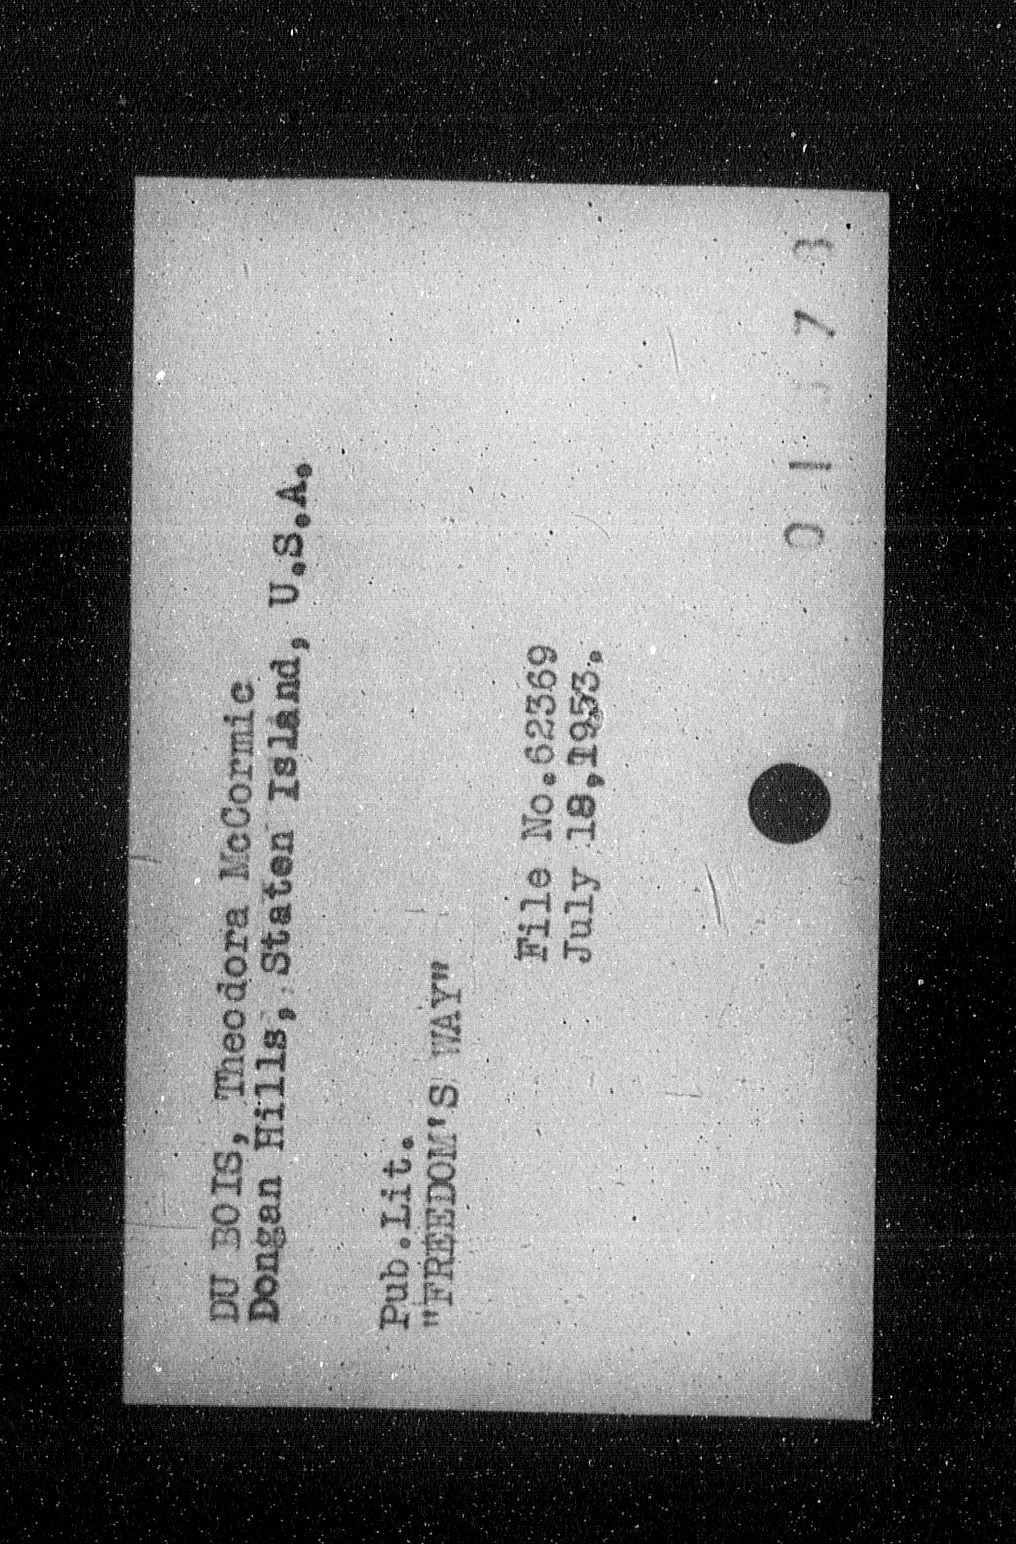 DU BOIS, Theodora McCormic
Dongan Hills, Staten Island, U.S.A.
Pub.Lit.
"FREEDOM'S WAY"
File No.62369
July 18,1953.